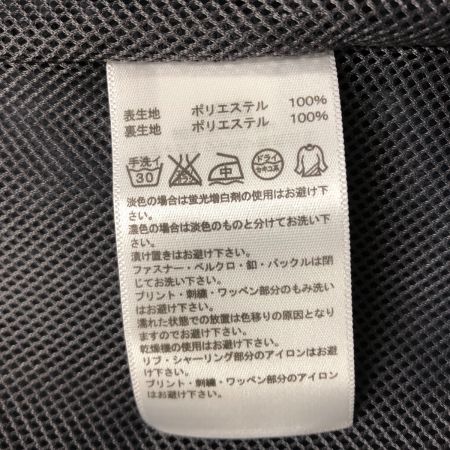 表生地 ポリエステル 100%
裏生地 ポリエステル 100%
手洗イ
30
中
ドライ
セキユ系
淡色の場合は蛍光増白剤の使用はお避け下
さい。
濃色の場合は淡色のものと分けてお洗い下
さい。
漬け置きはお避け下さい。
ファスナー・ベルクロ・釦・バックルは閉
じてお洗い下さい。
プリント・刺繍・ワッペン部分のもみ洗い
はお避け下さい。
濡れた状態での放置は色移りの原因となり
ますのでお避け下さい。
乾燥機の使用はお避け下さい。
リブ・シャーリング部分のアイロンはお避
け下さい。
プリント・刺繍・ワッペン部分のアイロンは
お避け下さい。